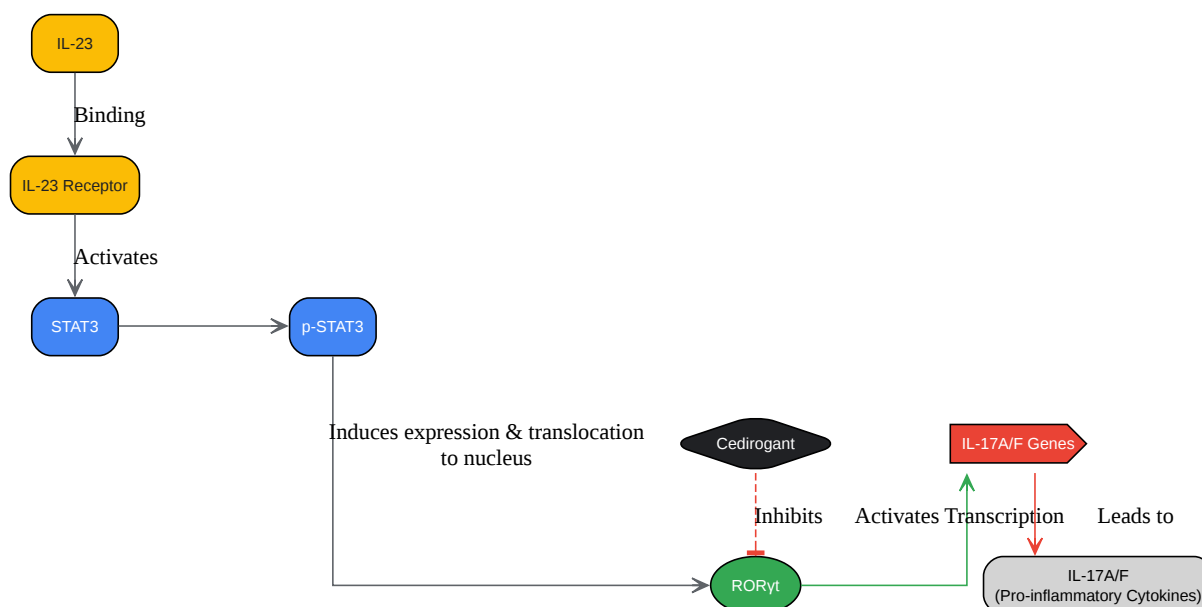 IL-23
Binding
IL-23 Receptor
Activates
STAT3
p-STAT3
Induces expression & translocation
to nucleus
Cedirogant
IL-17A/F Genes
Inhibits
Activates Transcription
Leads to
RORγt
IL-17A/F
(Pro-inflammatory Cytokines)